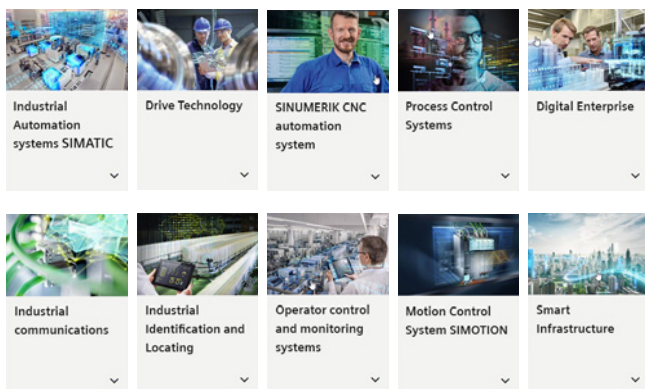 Industrial
Automation
systems SIMATIC
Drive Technology
SINUMERIK CNC
automation
system
Process Control
Systems
Digital Enterprise
Industrial
communications
Industrial
Identification and
Locating
Operator control
and monitoring
systems
Motion Control
System SIMOTION
Smart
Infrastructure